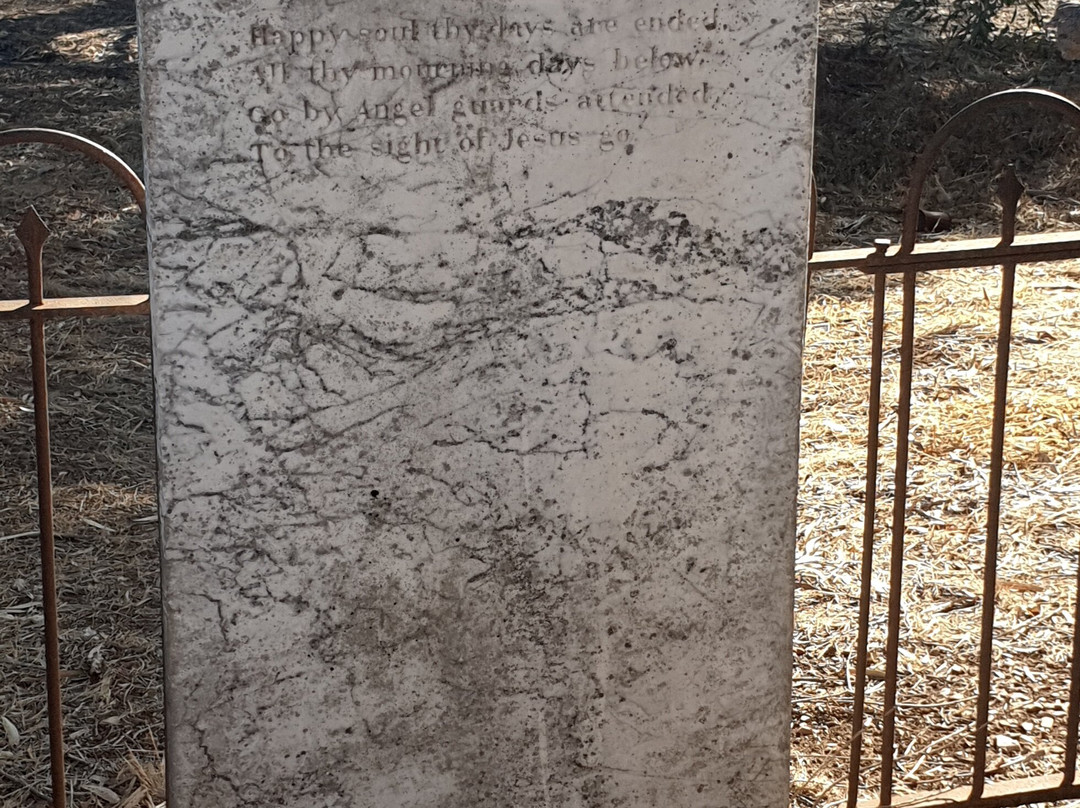 Happy soul thy days are ended,
All thy mourning days below,
Go by Angel guards attended,
To the sight of Jesus go.